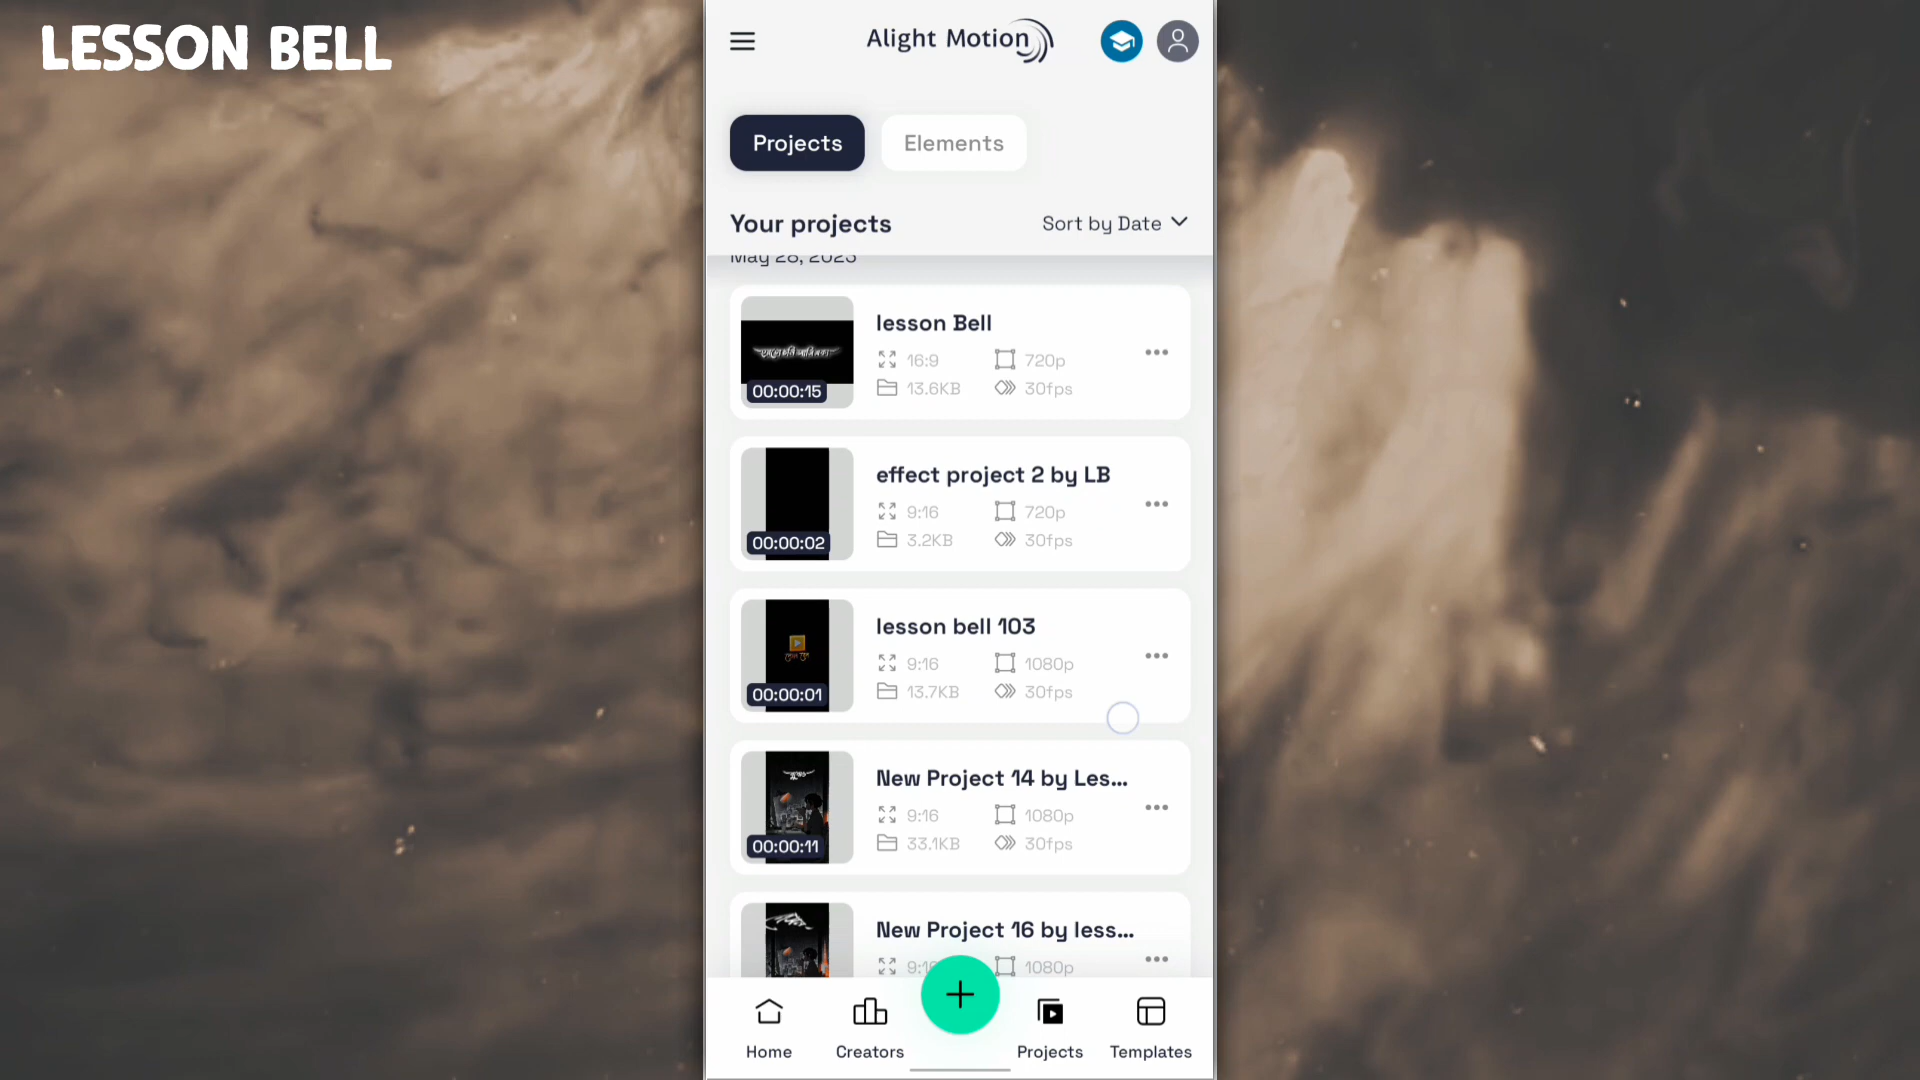 LESSON BELL
Alight Motion
Projects
Elements
Your projects
Sort by Date
lesson Bell
16:9
720p
00:00:15
13.6KB
30fps
effect project 2 by LB
9:16
720p
00:00:02
3.2KB
30fps
lesson bell 103
9:16
1080p
00:00:01
13.7KB
30fps
New Project 14 by Les...
9:16
1080p
00:00:11
33.1KB
30fps
New Project 16 by less...
1080p
Home
Creators
Projects
Templates